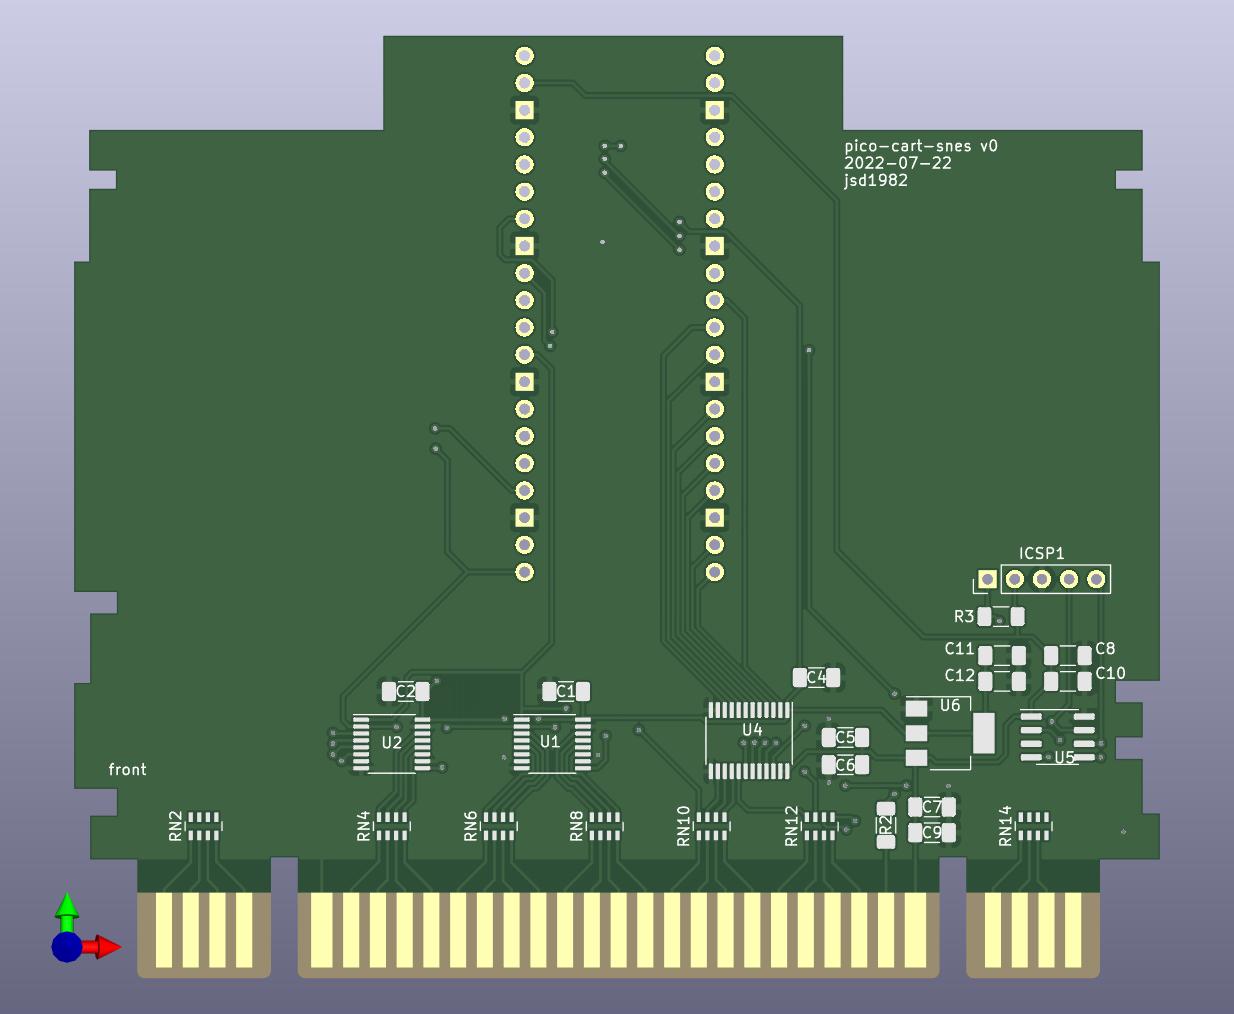 pico-cart-snes v0
2022-07-22
jsd1982
ICSP1
R3
C11
C8
C12
C10
C4
C2
C1
U6
U4
U2
U1
C5
U5
C6
front
C7
RN2
RN4
RN6
RN8
RN10
RN12
R2
C9
RN14